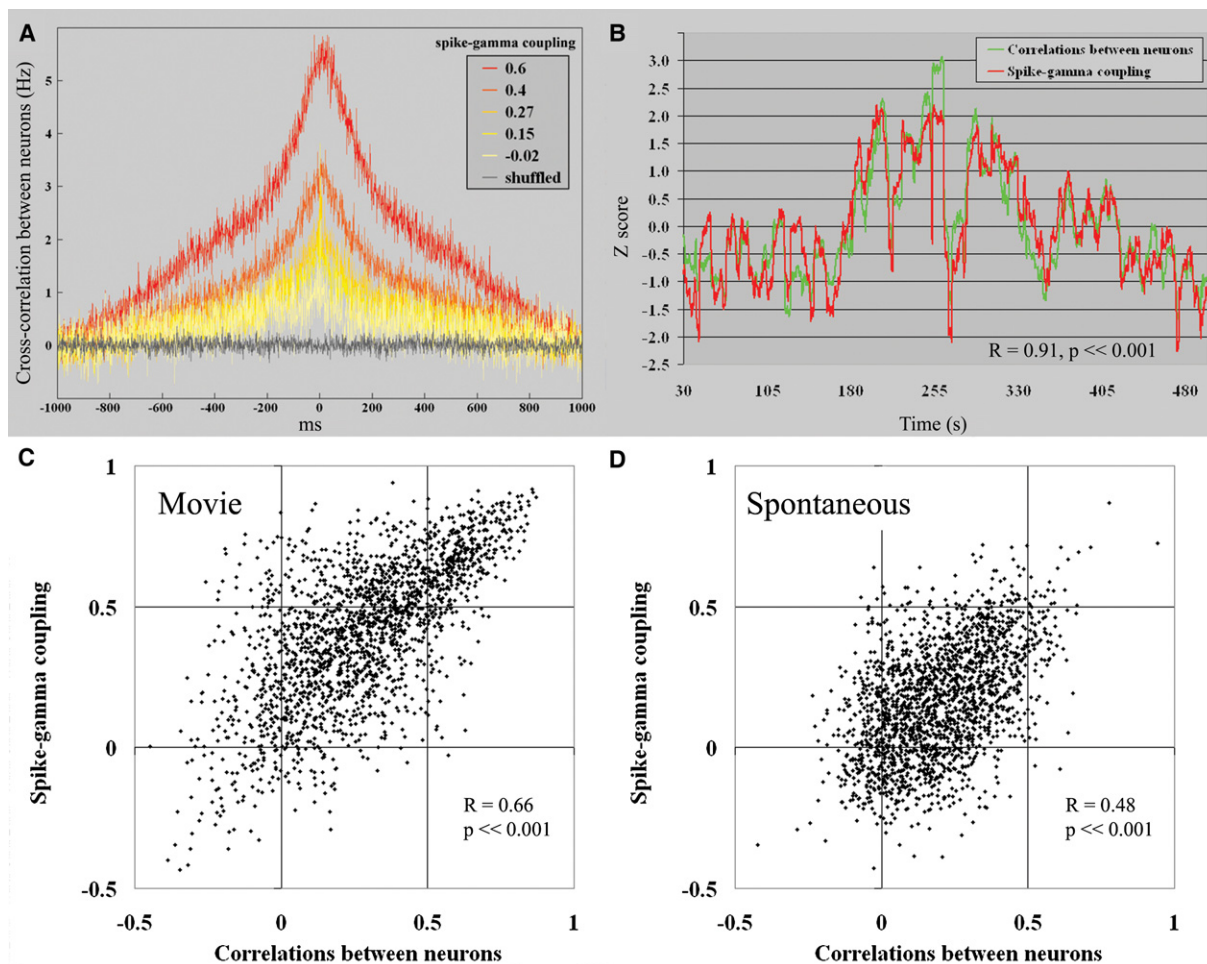 A
Cross-correlation between neurons (Hz)
5
4
3
2
1
0
-1000
-800
-600
-400
-200
0
200
400
600
800
1000
ms
spike-gamma coupling
0.6
0.4
0.27
0.15
-0.02
shuffled
B
Correlations between neurons
Spike-gamma coupling
Z score
3.0
2.5
2.0
1.5
1.0
0.5
0.0
-0.5
-1.0
-1.5
-2.0
-2.5
R = 0.91, p << 0.001
30
105
180
255
330
405
480
Time (s)
C
Movie
Spike-gamma coupling
1
0.5
0
-0.5
R = 0.66
p << 0.001
-0.5
0
0.5
1
Correlations between neurons
D
Spontaneous
Spike-gamma coupling
1
0.5
0
-0.5
R = 0.48
p << 0.001
-0.5
0
0.5
1
Correlations between neurons